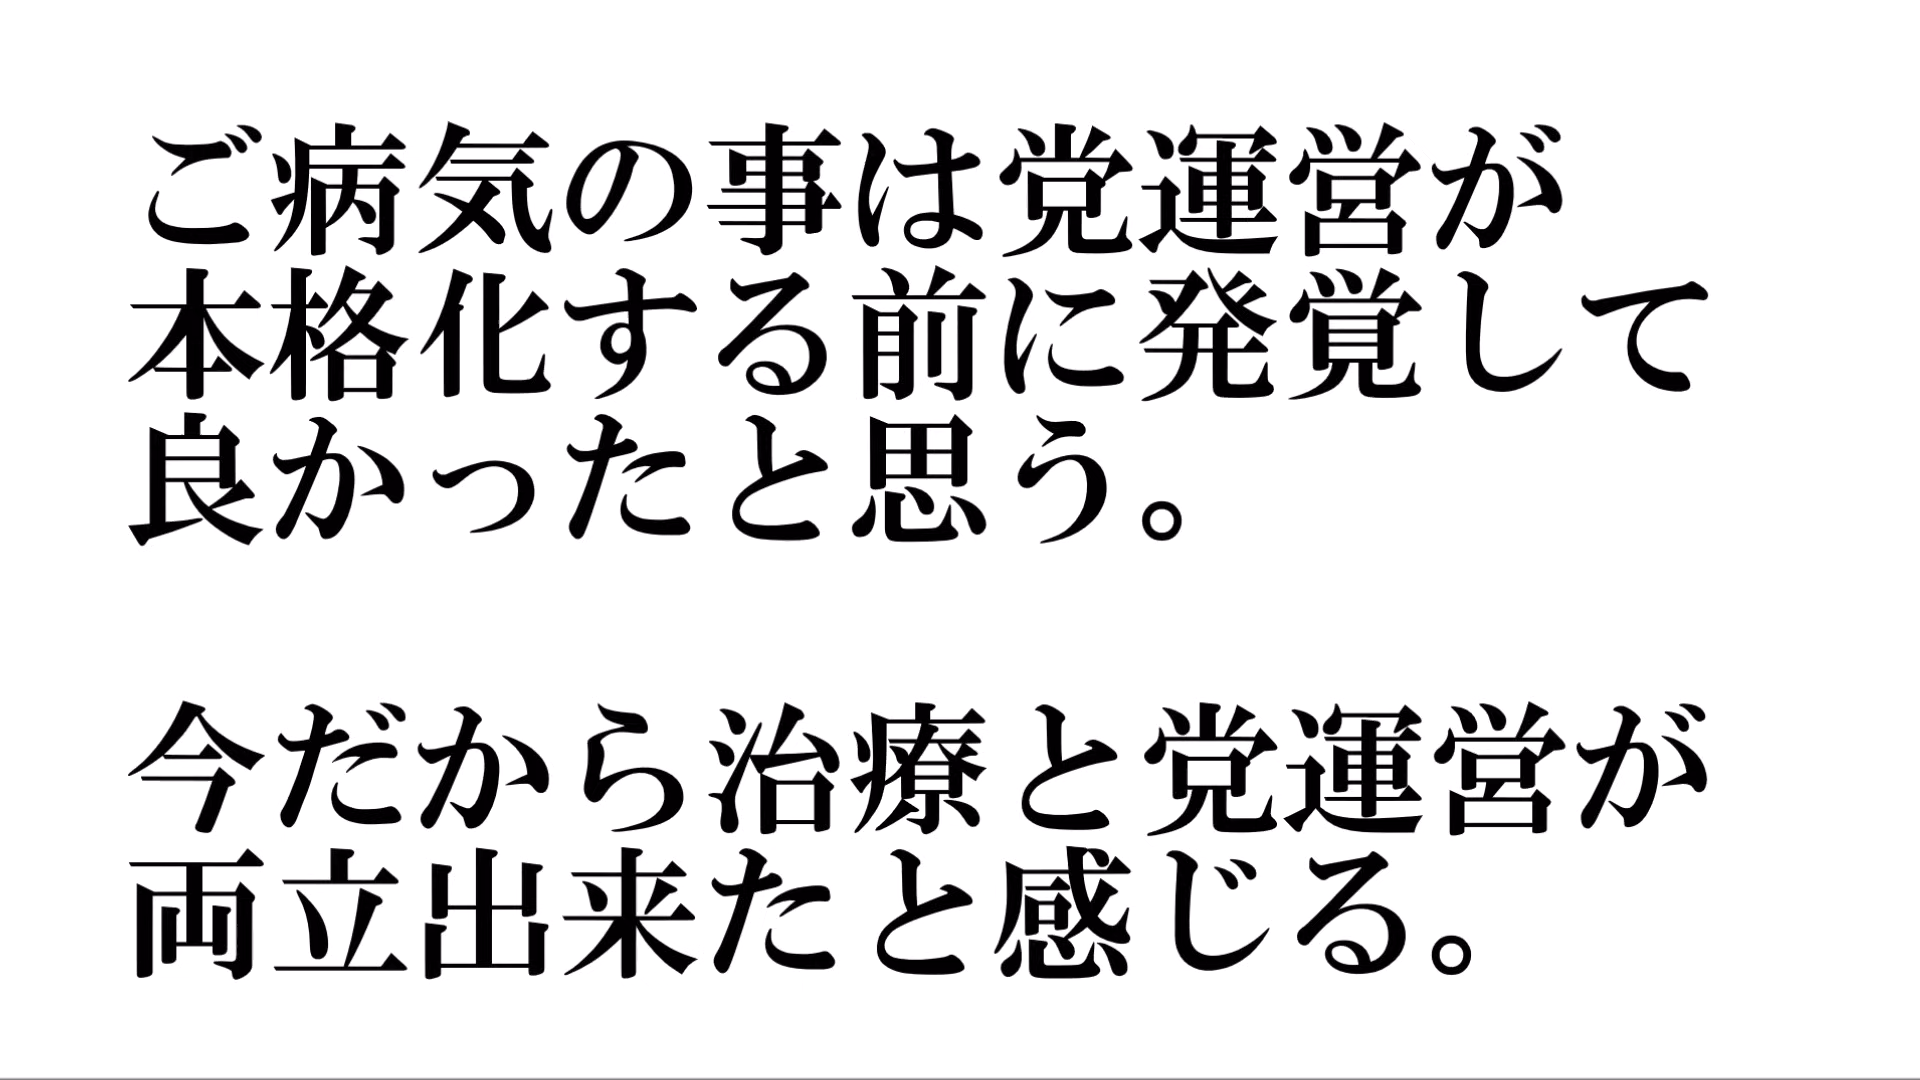 ご病気の事は党運営が
本格化する前に発覚して
良かったと思う。
今だから治療と党運営が
両立出来たと感じる。